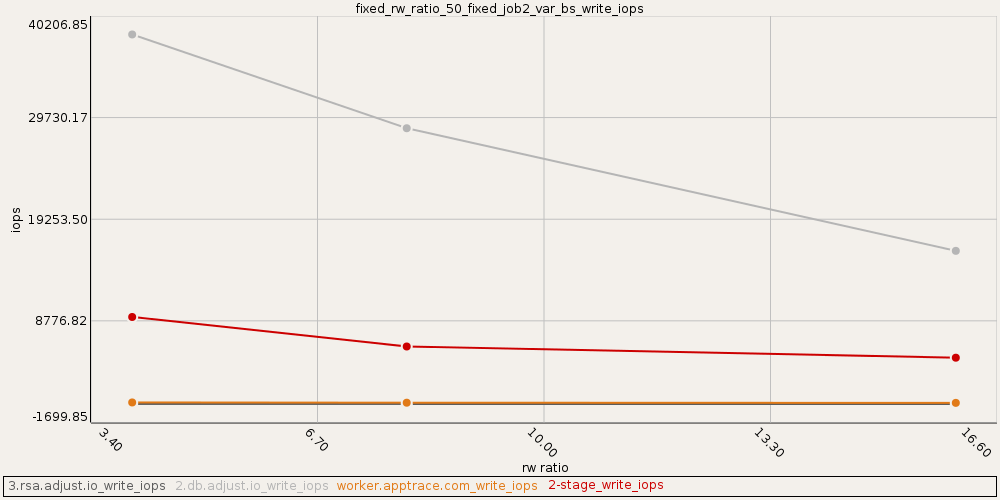 fixed_rw_ratio_50_fixed_job2_var_bs_write_iops
40206.85
29730.17
iops
19253.50
8776.82
-1699.85
3.40 6.70 10.00 13.30 16.60
rw ratio
3.rsa.adjust.io_write_iops 2.db.adjust.io_write_iops worker.apptrace.com_write_iops 2-stage_write_iops